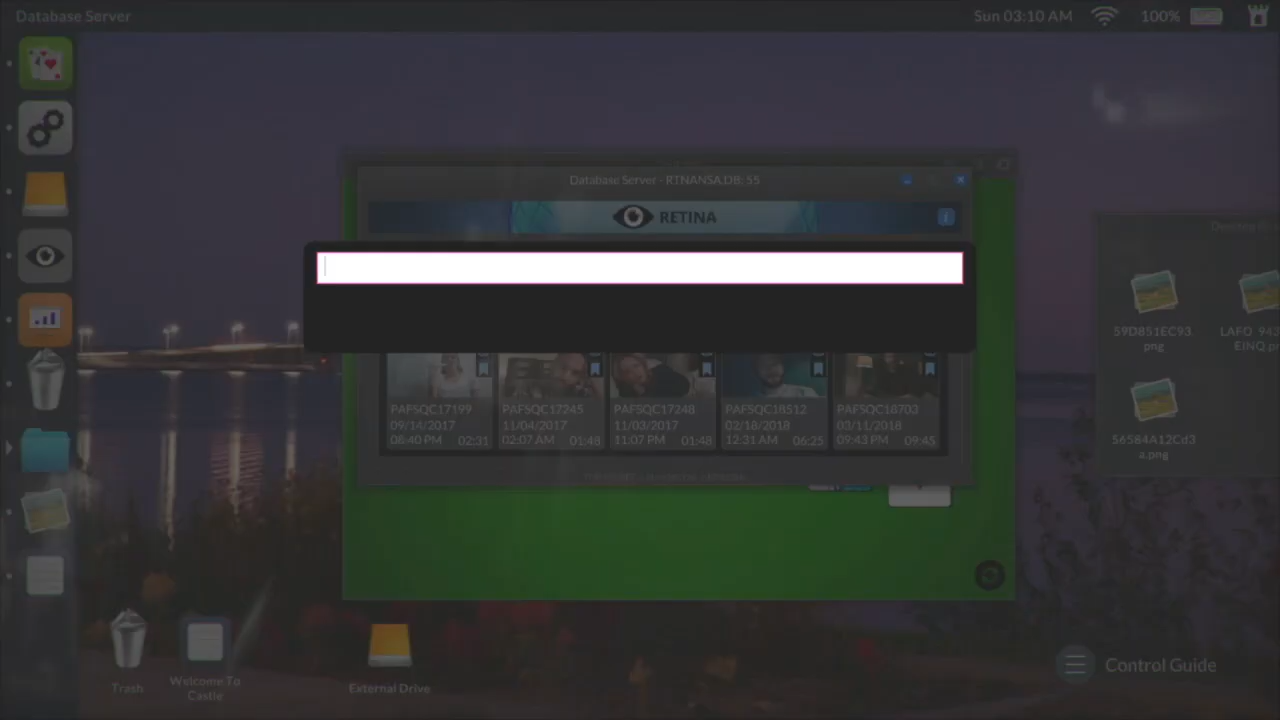 Database Server
Sun 03:10 AM
100%
Database Server - RTNANSA.DB: 55
RETINA
i
59D851EC93.
png
56584A12Cd3
a.png
PAFSQC17199
09/14/2017
08:40 PM 02:31
PAFSQC17245
11/04/2017
02:07 AM 01:48
PAFSQC17248
11/03/2017
11:07 PM 01:48
PAFSQC18512
02/18/2018
12:31 AM 06:25
PAFSQC18703
03/11/2018
09:43 PM 09:45
Trash
Welcome To
Castle
External Drive
Control Guide